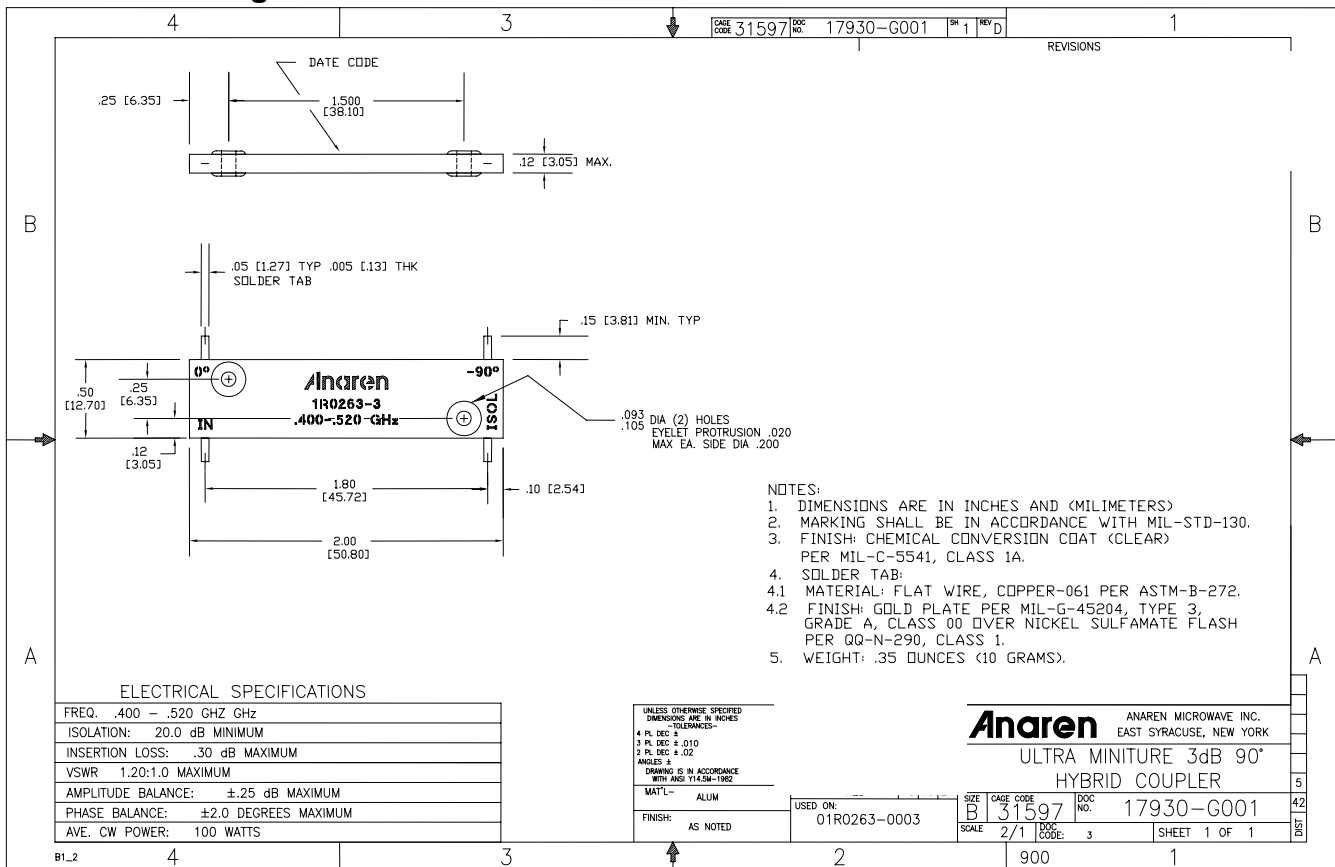 4
3
CAGE CODE 31597 DOC NO. 17930-G001 SH 1 REV D
1
REVISIONS
DATE CODE
.25 [6.35]
1.500
[38.10]
.12 [3.05] MAX.
B
B
.05 [1.27] TYP .005 [.13] THK
SOLDER TAB
.15 [3.81] MIN. TYP
0°
-90°
Anaren
1R0263-3
.400-.520 GHz
IN
ISOL
.50
[12.70]
.25
[6.35]
.12
[3.05]
.093
.105
DIA (2) HOLES
EYELET PROTRUSION .020
MAX EA. SIDE DIA .200
1.80
[45.72]
.10 [2.54]
2.00
[50.80]
NOTES:
1. DIMENSIONS ARE IN INCHES AND (MILIMETERS)
2. MARKING SHALL BE IN ACCORDANCE WITH MIL-STD-130.
3. FINISH: CHEMICAL CONVERSION COAT (CLEAR)
PER MIL-C-5541, CLASS 1A.
4. SOLDER TAB:
4.1 MATERIAL: FLAT WIRE, COPPER-061 PER ASTM-B-272.
4.2 FINISH: GOLD PLATE PER MIL-G-45204, TYPE 3,
GRADE A, CLASS 00 OVER NICKEL SULFAMATE FLASH
PER QQ-N-290, CLASS 1.
5. WEIGHT: .35 OUNCES (10 GRAMS).
A
A
ELECTRICAL SPECIFICATIONS
FREQ. .400 - .520 GHZ GHz
ISOLATION: 20.0 dB MINIMUM
INSERTION LOSS: .30 dB MAXIMUM
VSWR 1.20:1.0 MAXIMUM
AMPLITUDE BALANCE: ±.25 dB MAXIMUM
PHASE BALANCE: ±2.0 DEGREES MAXIMUM
AVE. CW POWER: 100 WATTS
UNLESS OTHERWISE SPECIFIED
DIMENSIONS ARE IN INCHES
-TOLERANCES-
4 PL DEC ±
3 PL DEC ± .010
2 PL DEC ± .02
ANGLES ±
DRAWING IS IN ACCORDANCE
WITH ANSI Y14.5M-1982
MAT'L- ALUM
FINISH: AS NOTED
USED ON:
01R0263-0003
Anaren
ANAREN MICROWAVE INC.
EAST SYRACUSE, NEW YORK
ULTRA MINITURE 3dB 90°
HYBRID COUPLER
SIZE B CAGE CODE 31597 DOC NO. 17930-G001
SCALE 2/1 DOC CODE: 3 SHEET 1 OF 1
5
42
DIST
B1_2
4
3
2
900
1